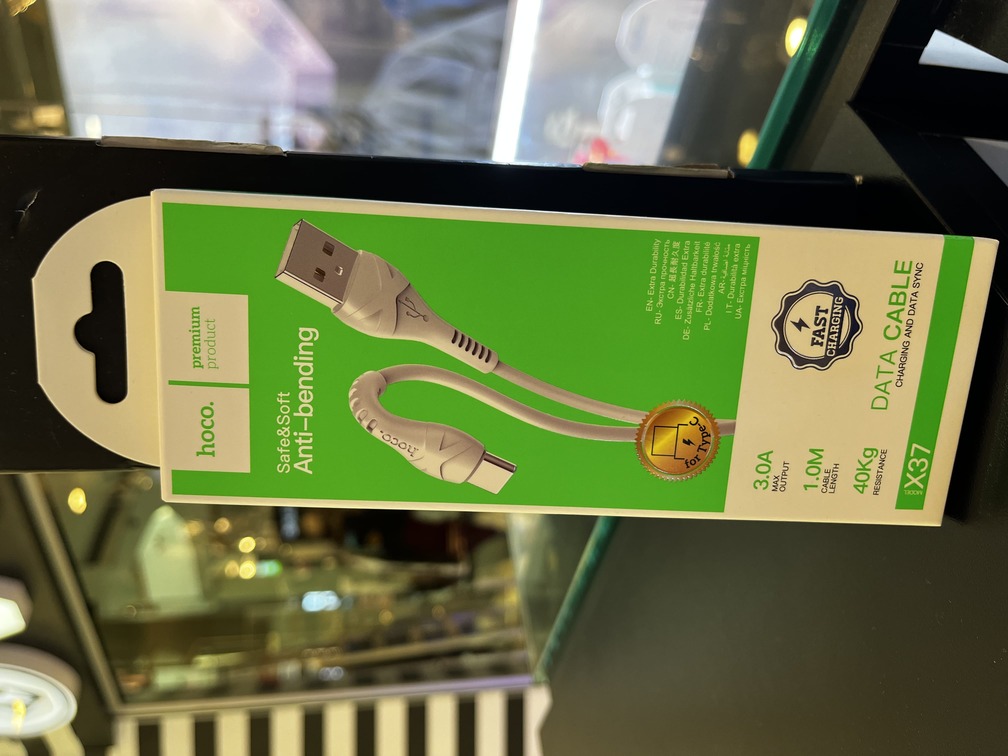 hoco.
premium
product
Safe&Soft
Anti-bending
hoco.
for Type-C
EN- Extra Durability
RU- Экстра прочность
CN- 超長耐久度
ES- Durabilidad Extra
DE- Zusätzliche Haltbarkeit
FR- Extra durabilité
PL- Dodatkowa trwałość
AR- متانة اضافية
IT- Durabilità extra
UA- Екстра міцність
3.0A
MAX
OUTPUT
1.0M
CABLE
LENGTH
40Kg
RESISTANCE
FAST
CHARGING
DATA CABLE
CHARGING AND DATA SYNC
MODEL
X37